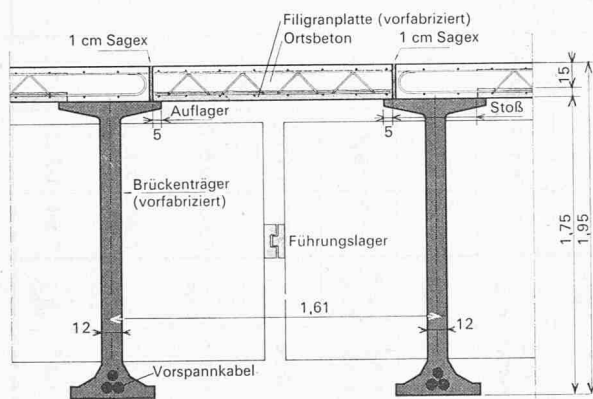 Filigranplatte (vorfabriziert)
1 cm Sagex
Ortsbeton
1 cm Sagex
15
Auflager
Stoß
5
5
Brückenträger
(vorfabriziert)
Führungslager
1,75
1,95
1,61
12
12
Vorspannkabel